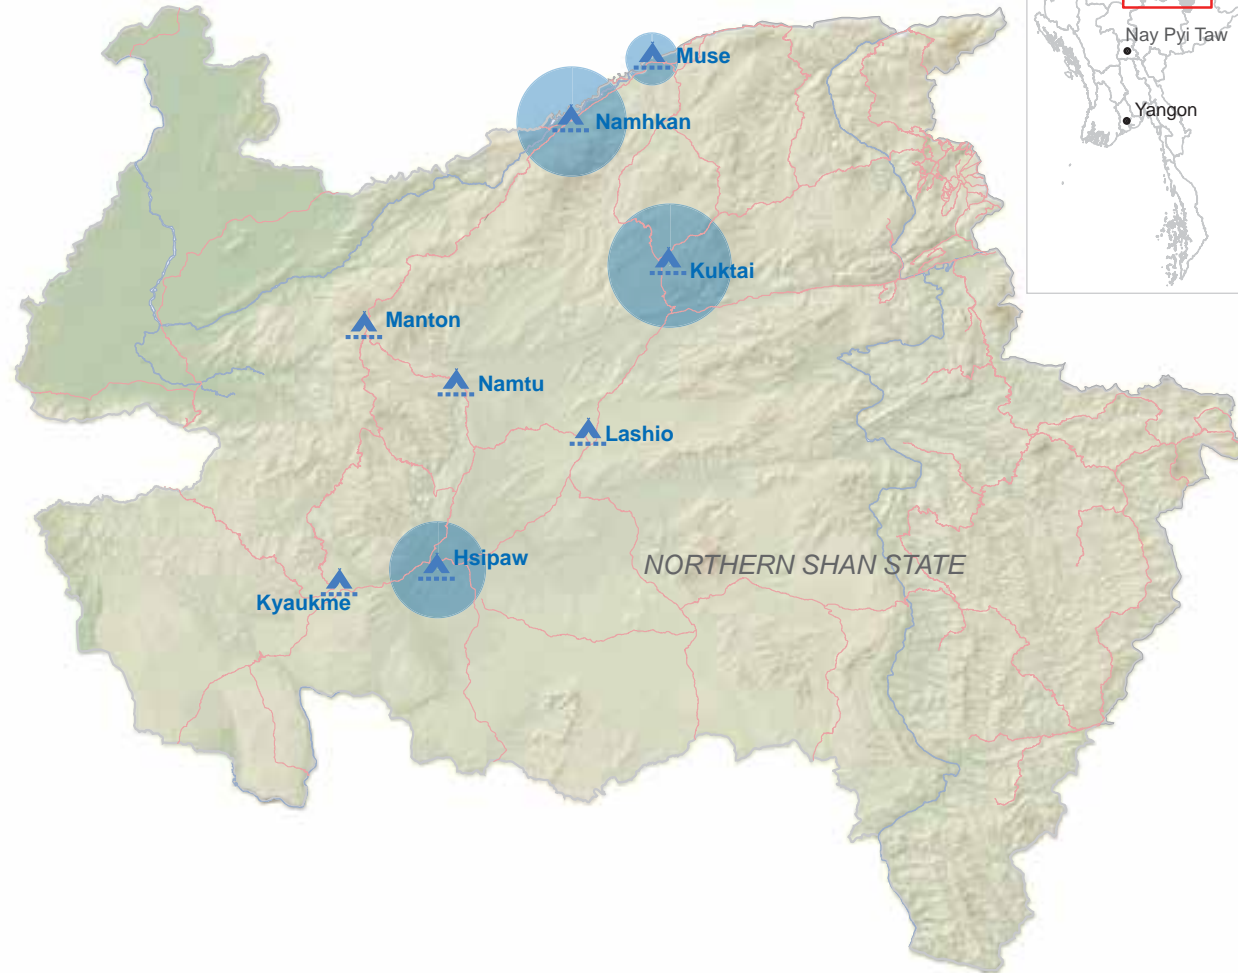 Nay Pyi Taw
Muse
Yangon
Namhkan
Kuktai
Manton
Namtu
Lashio
Hsipaw
NORTHERN SHAN STATE
Kyaukme